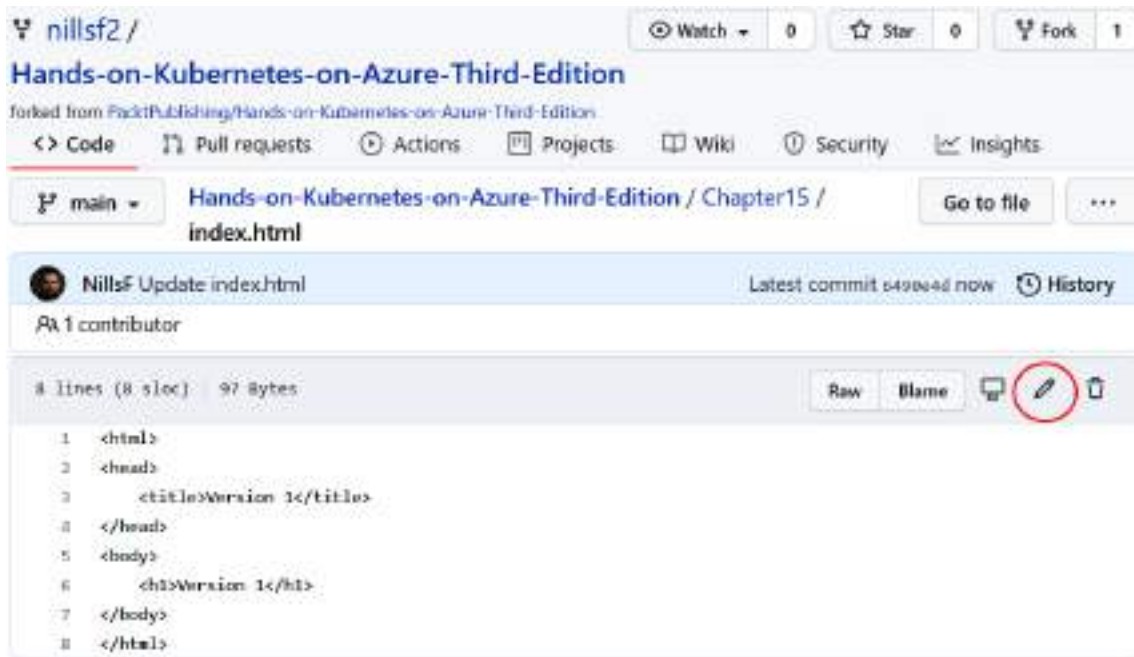 nillsf2 /
Watch 0 Star 0 Fork 1
Hands-on-Kubernetes-on-Azure-Third-Edition
forked from PacktPublishing/Hands-on-Kubernetes-on-Azure-Third-Edition
<> Code Pull requests Actions Projects Wiki Security Insights
main Hands-on-Kubernetes-on-Azure-Third-Edition / Chapter15 / Go to file ...
index.html
NillsF Update index.html Latest commit now History
1 contributor
8 lines (8 sloc) 97 Bytes Raw Blame
1 <html>
2 <head>
3 <title>Version 1</title>
4 </head>
5 <body>
6 <h1>Version 1</h1>
7 </body>
8 </html>